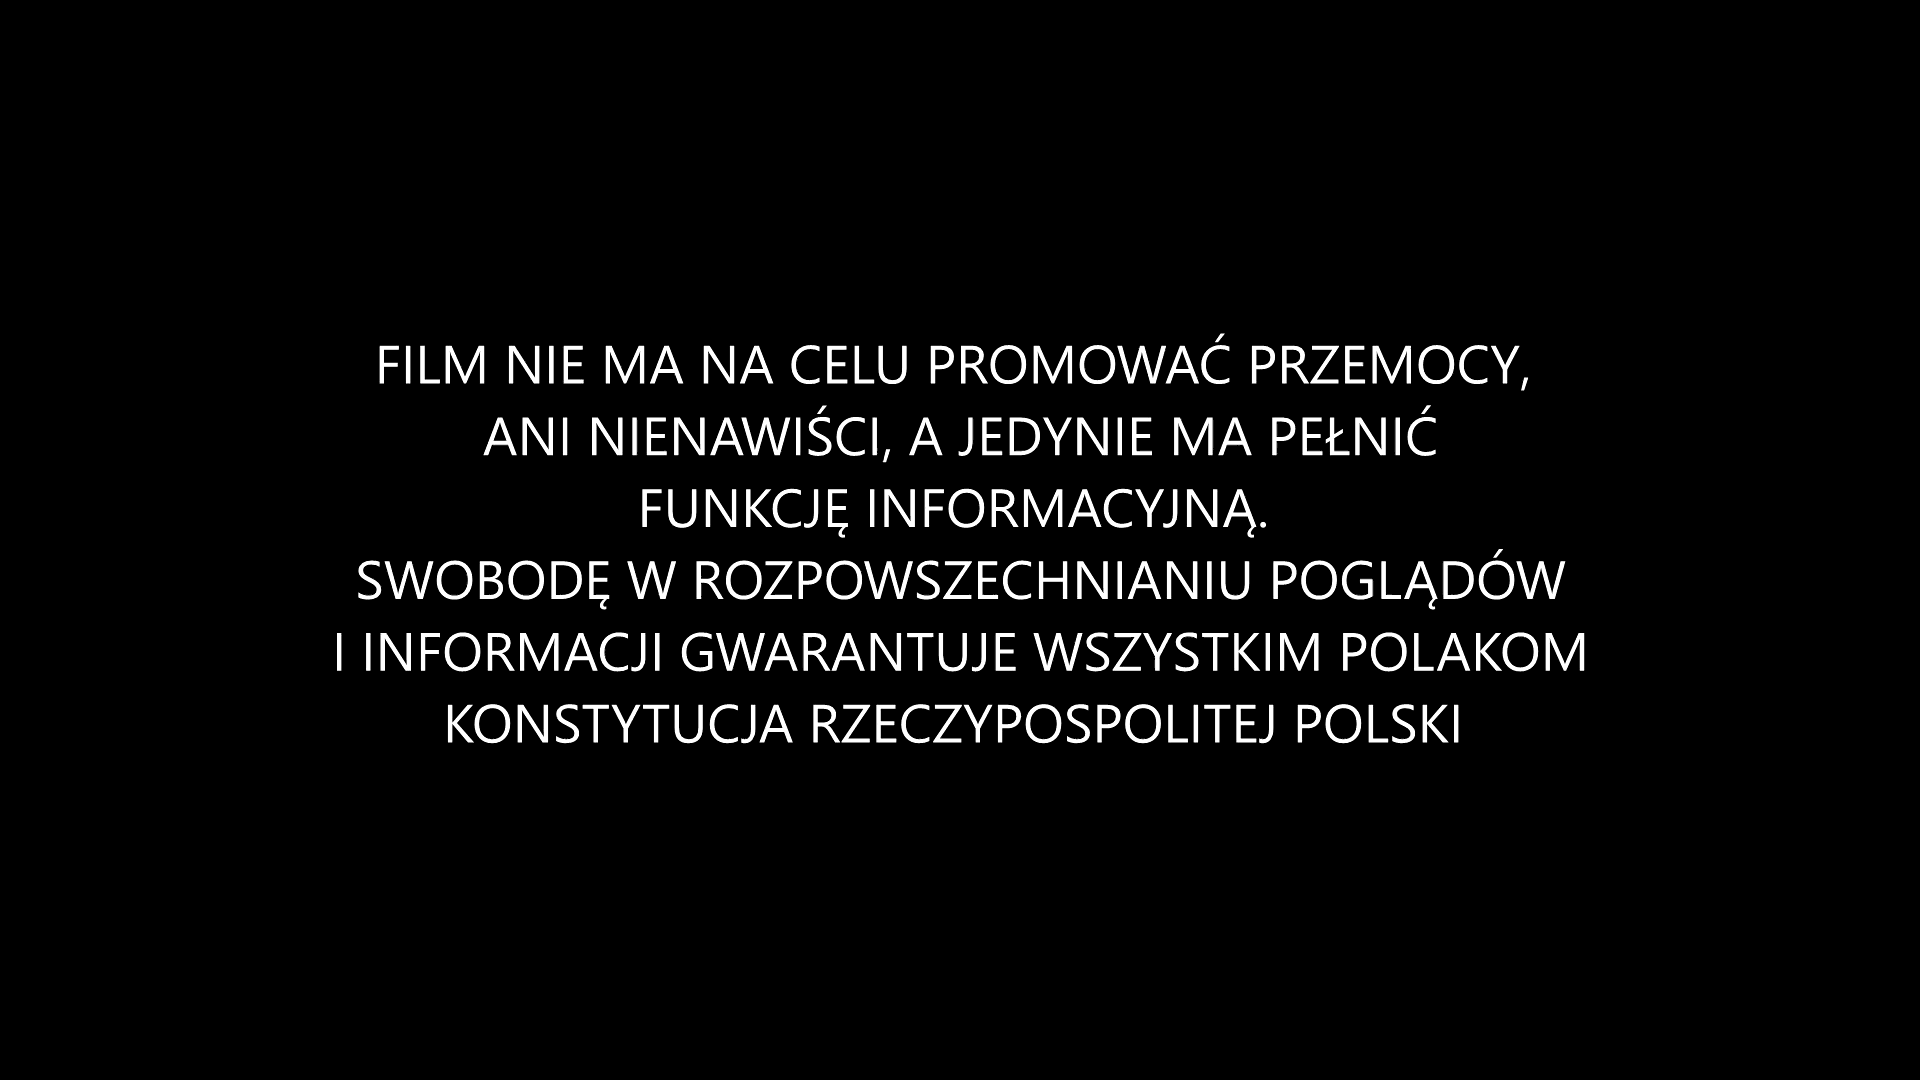 FILM NIE MA NA CELU PROMOWAĆ PRZEMOCY,
ANI NIENAWIŚCI, A JEDYNIE MA PEŁNIĆ
FUNKCJĘ INFORMACYJNĄ.
SWOBODĘ W ROZPOWSZECHNIANIU POGLĄDÓW
I INFORMACJI GWARANTUJE WSZYSTKIM POLAKOM
KONSTYTUCJA RZECZYPOSPOLITEJ POLSKI